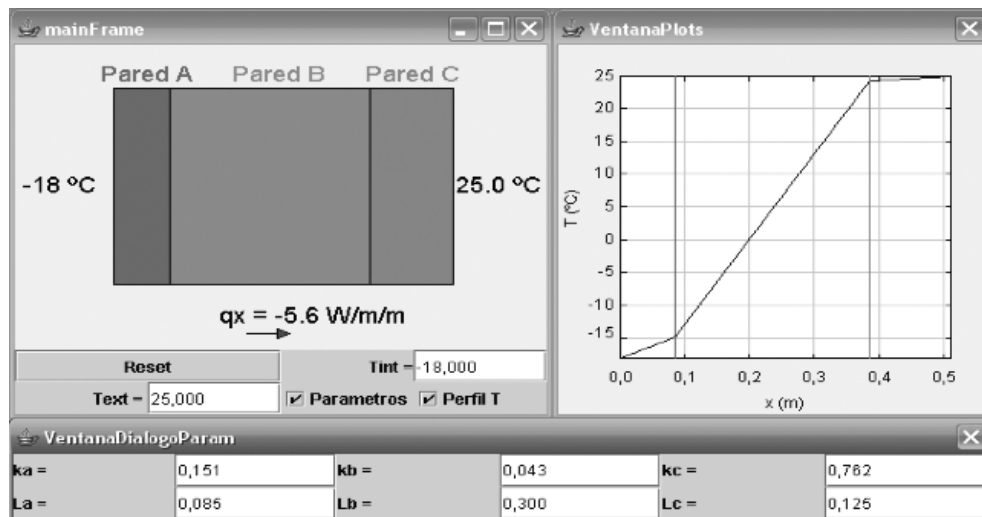 mainFrame
Pared A Pared B Pared C
-18 ºC
25.0 ºC
qx = -5.6 W/m/m
Reset
Tint = -18,000
Text = 25,000
Parametros
Perfil T
VentanaPlots
25
20
15
10
5
0
-5
-10
-15
T (ºC)
0,0 0,1 0,2 0,3 0,4 0,5
x (m)
VentanaDialogoParam
ka = 0,151 kb = 0,043 kc = 0,762
La = 0,085 Lb = 0,300 Lc = 0,125